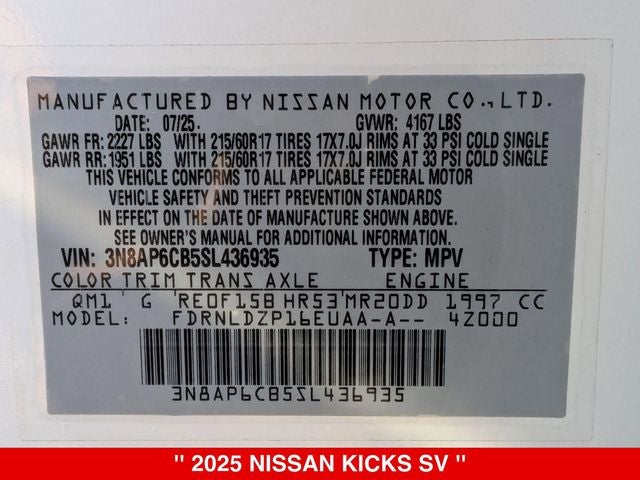 MANUFACTURED BY NISSAN MOTOR CO., LTD.
DATE: 07/25. GVWR: 4167 LBS
GAWR FR: 2227 LBS WITH 215/60R17 TIRES 17X7.0J RIMS AT 33 PSI COLD SINGLE
GAWR RR: 1951 LBS WITH 215/60R17 TIRES 17X7.0J RIMS AT 33 PSI COLD SINGLE
THIS VEHICLE CONFORMS TO ALL APPLICABLE FEDERAL MOTOR
VEHICLE SAFETY AND THEFT PREVENTION STANDARDS
IN EFFECT ON THE DATE OF MANUFACTURE SHOWN ABOVE.
SEE OWNER'S MANUAL FOR ADDITIONAL INFORMATION
VIN: 3N8AP6CB5SL436935 TYPE: MPV
COLOR TRIM TRANS AXLE ENGINE
QM1 G RE0F15B HR53 MR20DD 1997 CC
MODEL: FDRNLDZP16EUAA-A-- 4Z000
3N8AP6CB5SL436935
" 2025 NISSAN KICKS SV "